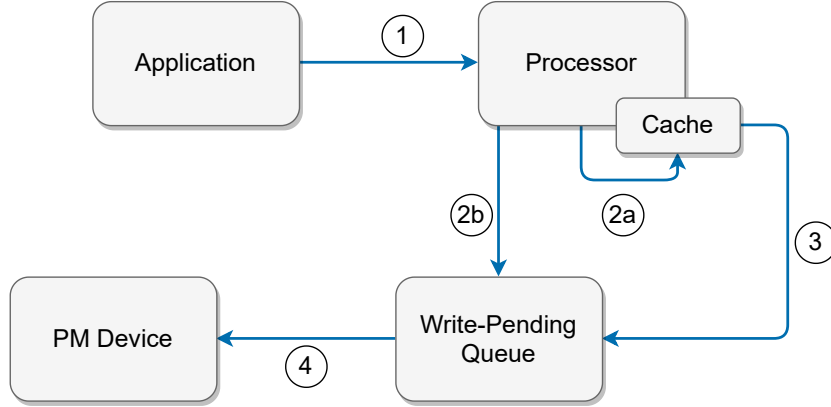 1
Application
Processor
Cache
2b
2a
3
Write-Pending
Queue
PM Device
4